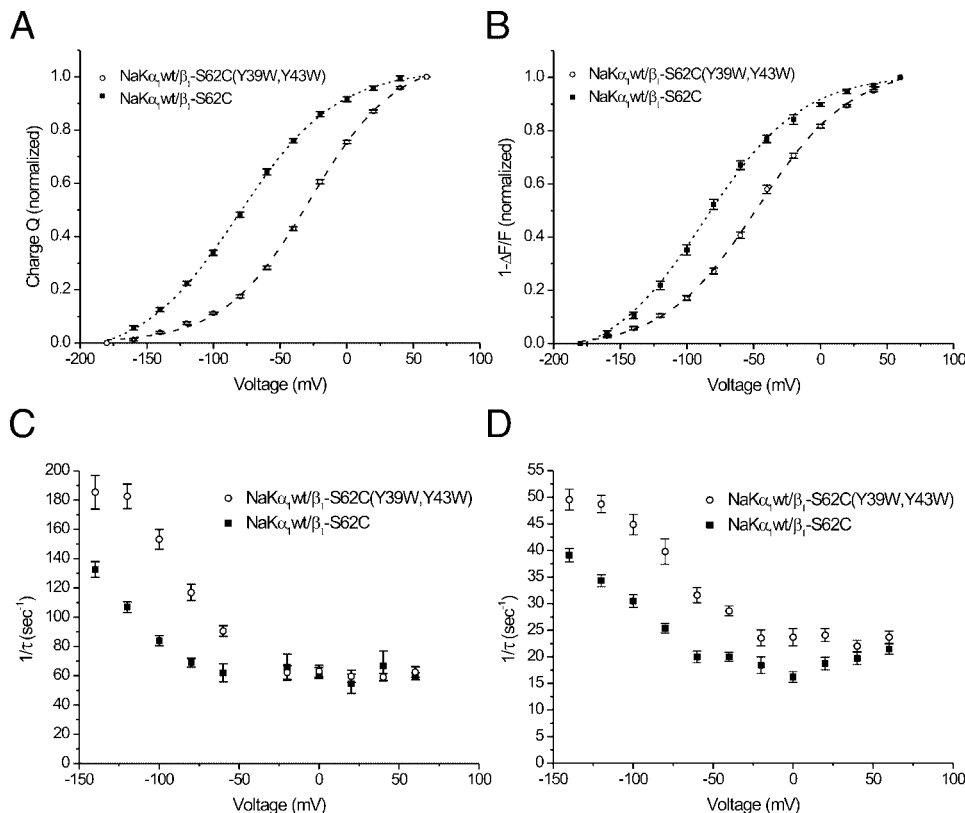 A
NaKα₁wt/β₁-S62C(Y39W,Y43W)
NaKα₁wt/β₁-S62C
Charge Q (normalized)
1.0
0.8
0.6
0.4
0.2
0.0
-200 -150 -100 -50 0 50 100
Voltage (mV)
B
NaKα₁wt/β₁-S62C(Y39W,Y43W)
NaKα₁wt/β₁-S62C
1-ΔF/F (normalized)
1.0
0.8
0.6
0.4
0.2
0.0
-200 -150 -100 -50 0 50 100
Voltage (mV)
C
NaKα₁wt/β₁-S62C(Y39W,Y43W)
NaKα₁wt/β₁-S62C
1/τ (sec⁻¹)
200
180
160
140
120
100
80
60
40
20
0
-150 -100 -50 0 50 100
Voltage (mV)
D
NaKα₁wt/β₁-S62C(Y39W,Y43W)
NaKα₁wt/β₁-S62C
1/τ (sec⁻¹)
55
50
45
40
35
30
25
20
15
10
5
0
-150 -100 -50 0 50 100
Voltage (mV)